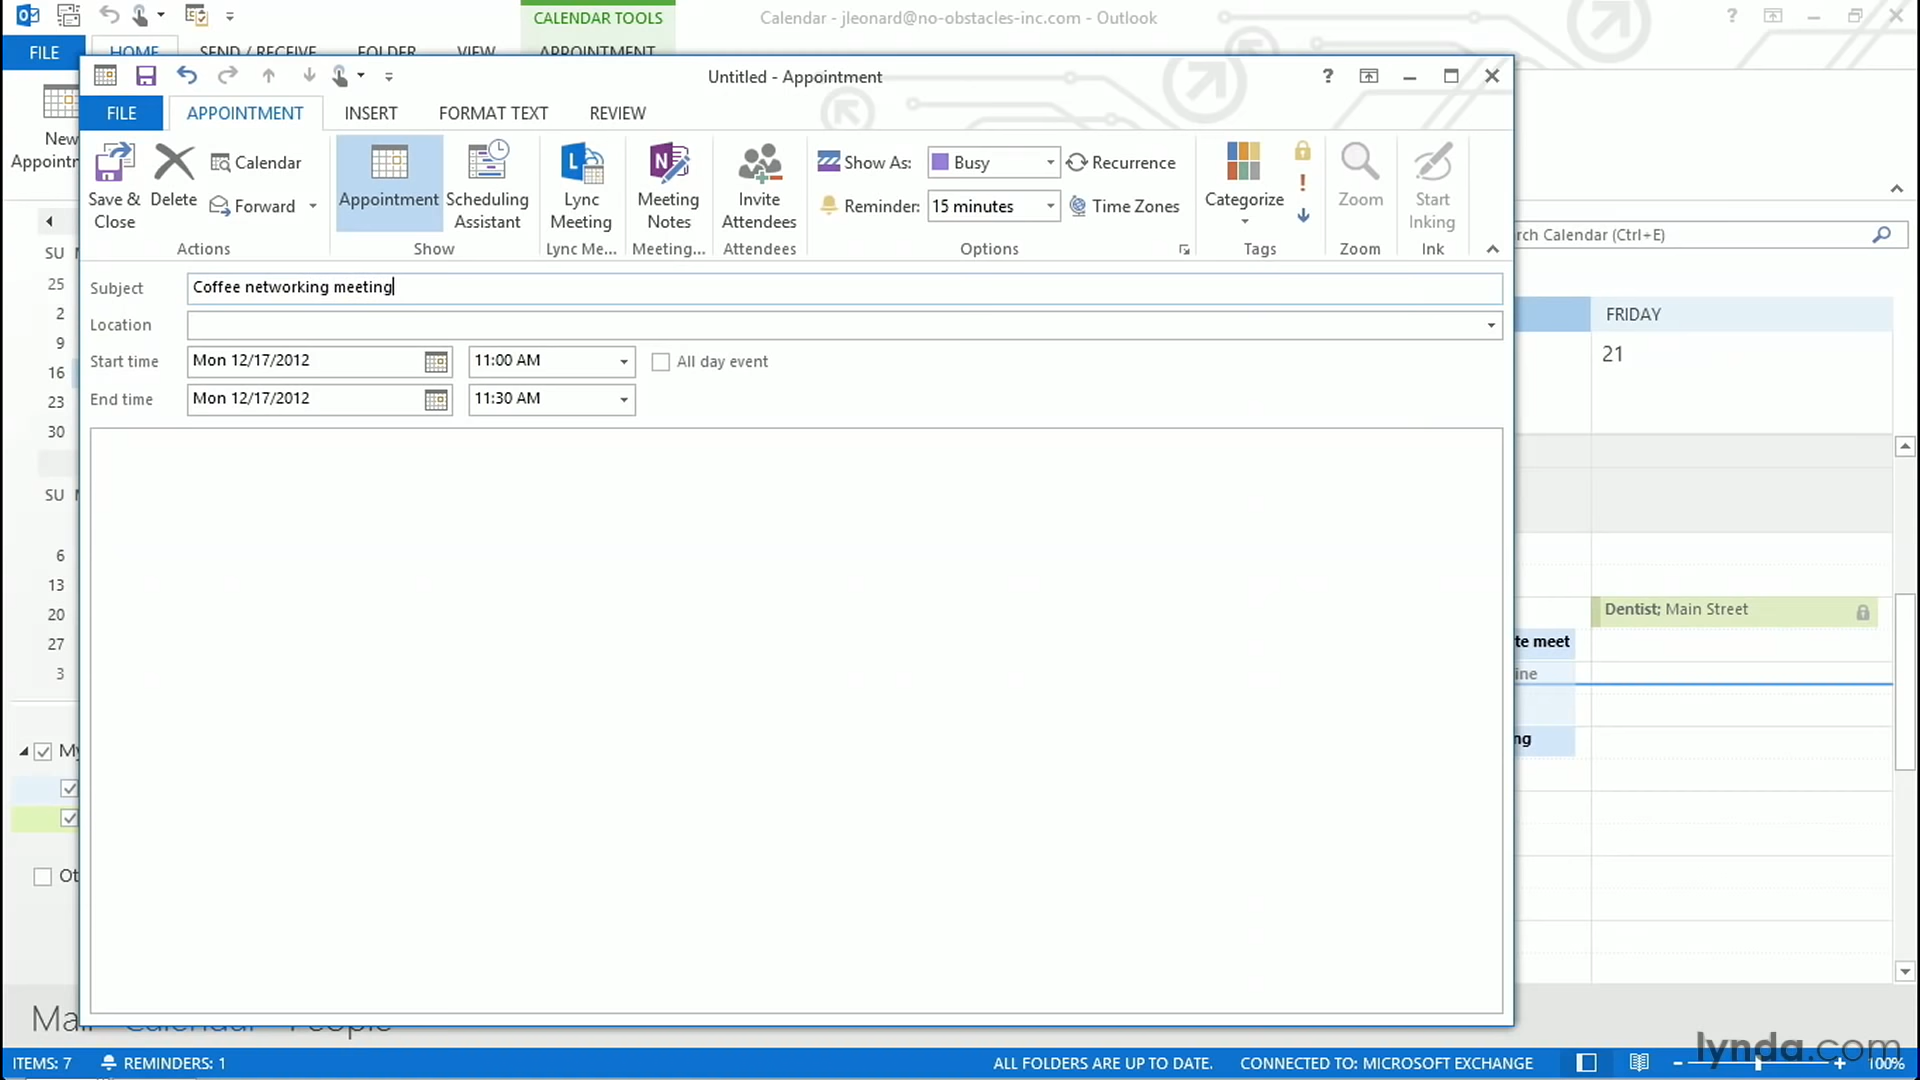 CALENDAR TOOLS
Calendar - jleonard@no-obstacles-inc.com - Outlook
?
FILE HOME SEND / RECEIVE FOLDER VIEW APPOINTMENT
Untitled - Appointment
?
FILE APPOINTMENT INSERT FORMAT TEXT REVIEW
New
Save & Close
Delete
Calendar
Forward
Actions
Appointment
Scheduling Assistant
Show
Lync Meeting
Lync Me...
Meeting Notes
Meeting...
Invite Attendees
Attendees
Show As: Busy
Recurrence
Reminder: 15 minutes
Time Zones
Options
Categorize
Tags
Zoom
Zoom
Start Inking
Ink
Subject Coffee networking meeting
Location
Start time Mon 12/17/2012 11:00 AM All day event
End time Mon 12/17/2012 11:30 AM
SU
25
2
9
16
23
30
SU
6
13
20
27
3
My
Calendar (Ctrl+E)
FRIDAY
21
Dentist; Main Street
meet
ITEMS: 7 REMINDERS: 1 ALL FOLDERS ARE UP TO DATE. CONNECTED TO: MICROSOFT EXCHANGE 100%
lynda.com